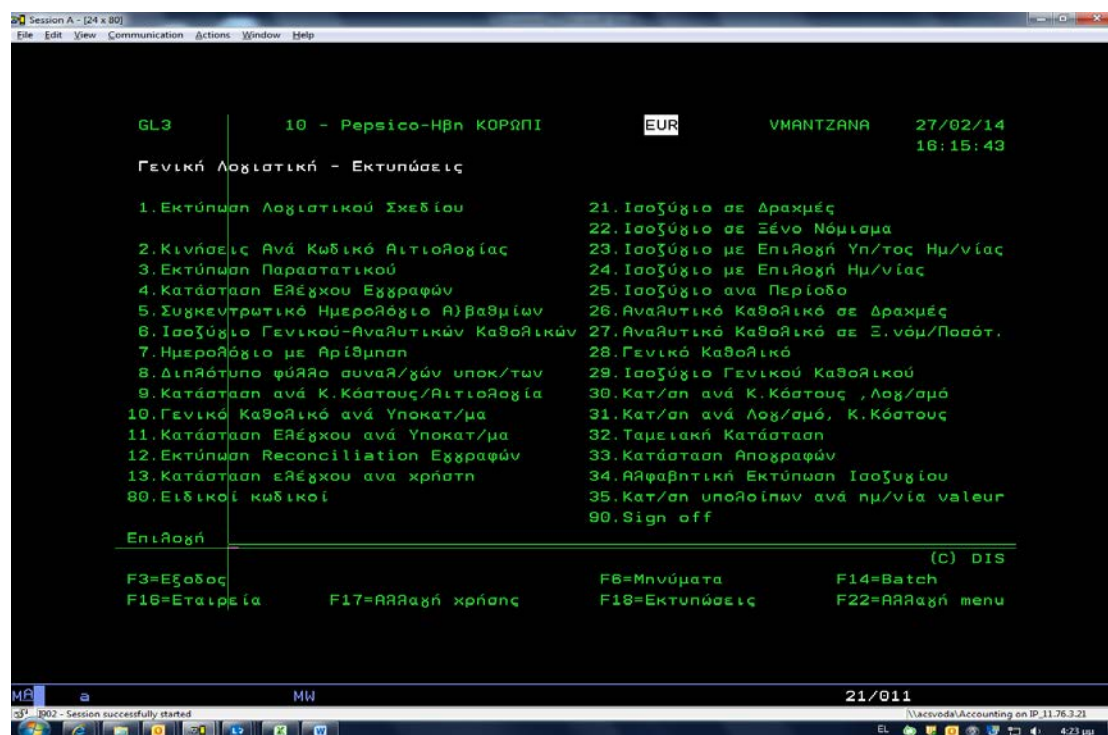 Session A - [24 x 80]
File Edit View Communication Actions Window Help
GL3 10 - Pepsico-Ηβη ΚΟΡΩΠΙ EUR VMANTZANA 27/02/14
16:15:43
Γενική Λογιστική - Εκτυπώσεις
1.Εκτύπωση Λογιστικού Σχεδίου 21.Ισοζύγιο σε Δραχμές
22.Ισοζύγιο σε Ξένο Νόμισμα
2.Κινήσεις Ανά Κωδικό Αιτιολογίας 23.Ισοζύγιο με Επιλογή Υπ/τος Ημ/νίας
3.Εκτύπωση Παραστατικού 24.Ισοζύγιο με Επιλογή Ημ/νίας
4.Κατάσταση Ελέγχου Εγγραφών 25.Ισοζύγιο ανα Περίοδο
5.Συγκεντρωτικό Ημερολόγιο Α}βαθμίων 26.Αναλυτικό Καθολικό σε Δραχμές
6.Ισοζύγιο Γενικού-Αναλυτικών Καθολικών 27.Αναλυτικό Καθολικό σε Ξ.νόμ/Ποσότ.
7.Ημερολόγιο με Αρίθμηση 28.Γενικό Καθολικό
8.Διπλότυπο φύλλο συναλ/γών υποκ/των 29.Ισοζύγιο Γενικού Καθολικού
9.Κατάσταση ανά Κ.Κόστους/Αιτιολογία 30.Κατ/ση ανά Κ.Κόστους ,Λογ/σμό
10.Γενικό Καθολικό ανά Υποκατ/μα 31.Κατ/ση ανά Λογ/σμό, Κ.Κόστους
11.Κατάσταση Ελέγχου ανά Υποκατ/μα 32.Ταμειακή Κατάσταση
12.Εκτύπωση Reconciliation Εγγραφών 33.Κατάσταση Απογραφών
13.Κατάσταση ελέγχου ανα χρήστη 34.Αλφαβητική Εκτύπωση Ισοζυγίου
80.Ειδικοί κωδικοί 35.Κατ/ση υπολοίπων ανά ημ/νία valeur
90.Sign off
Επιλογή
(C) DIS
F3=Εξοδος F6=Μηνύματα F14=Batch
F16=Εταιρεία F17=Αλλαγή χρήσης F18=Εκτυπώσεις F22=Αλλαγή menu
MA a MW 21/011
I902 - Session successfully started \\acsvoda\Accounting on IP_11.76.3.21
EL 4:23 μμ